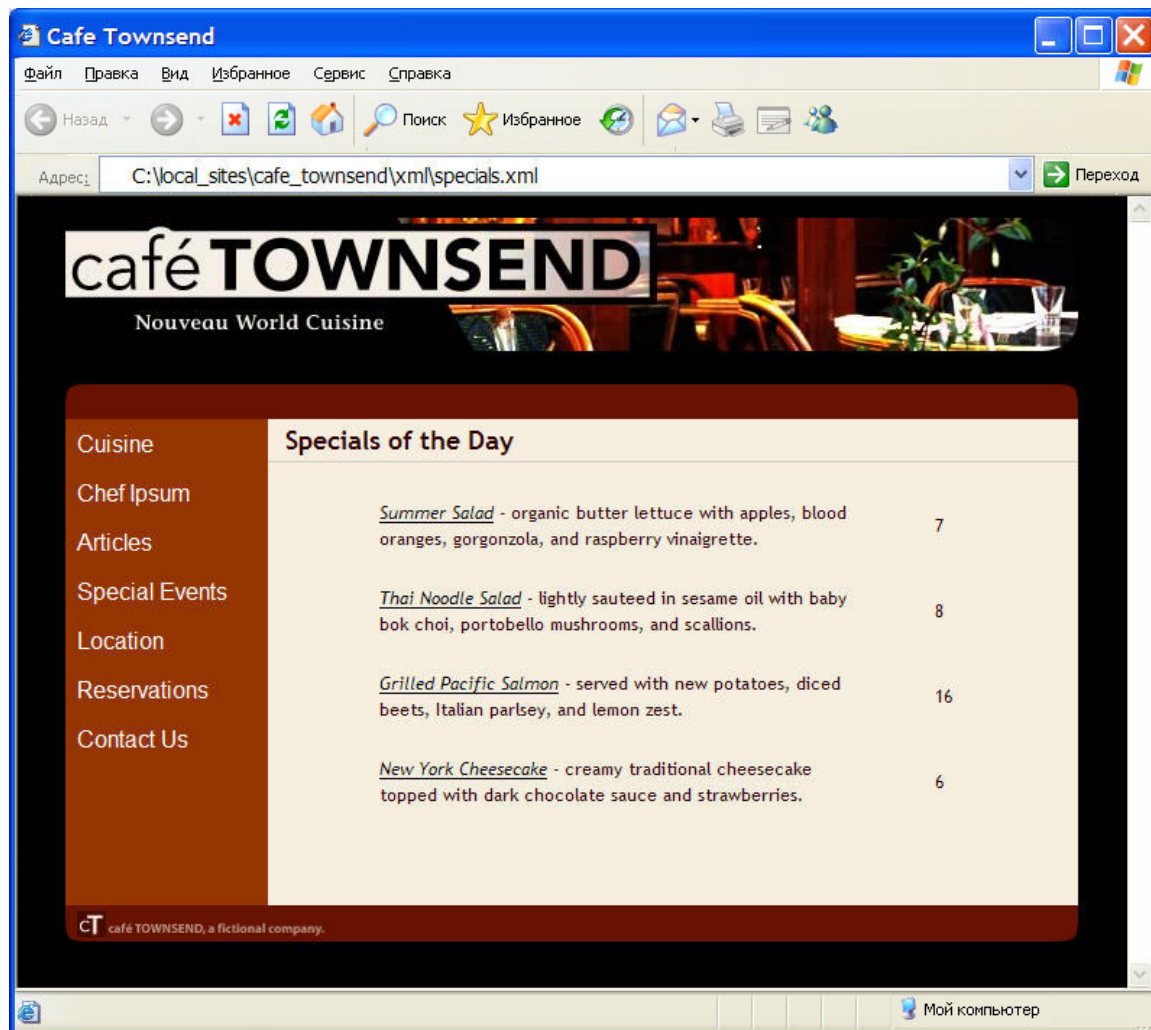 Cafe Townsend
Файл Правка Вид Избранное Сервис Справка
Назад Поиск Избранное
Адрес: C:\local_sites\cafe_townsend\xml\specials.xml Переход
café TOWNSEND
Nouveau World Cuisine
Specials of the Day
Cuisine
Chef Ipsum
Articles
Special Events
Location
Reservations
Contact Us
Summer Salad - organic butter lettuce with apples, blood
oranges, gorgonzola, and raspberry vinaigrette.
7
Thai Noodle Salad - lightly sauteed in sesame oil with baby
bok choi, portobello mushrooms, and scallions.
8
Grilled Pacific Salmon - served with new potatoes, diced
beets, Italian parlsey, and lemon zest.
16
New York Cheesecake - creamy traditional cheesecake
topped with dark chocolate sauce and strawberries.
6
cT café TOWNSEND, a fictional company.
Мой компьютер